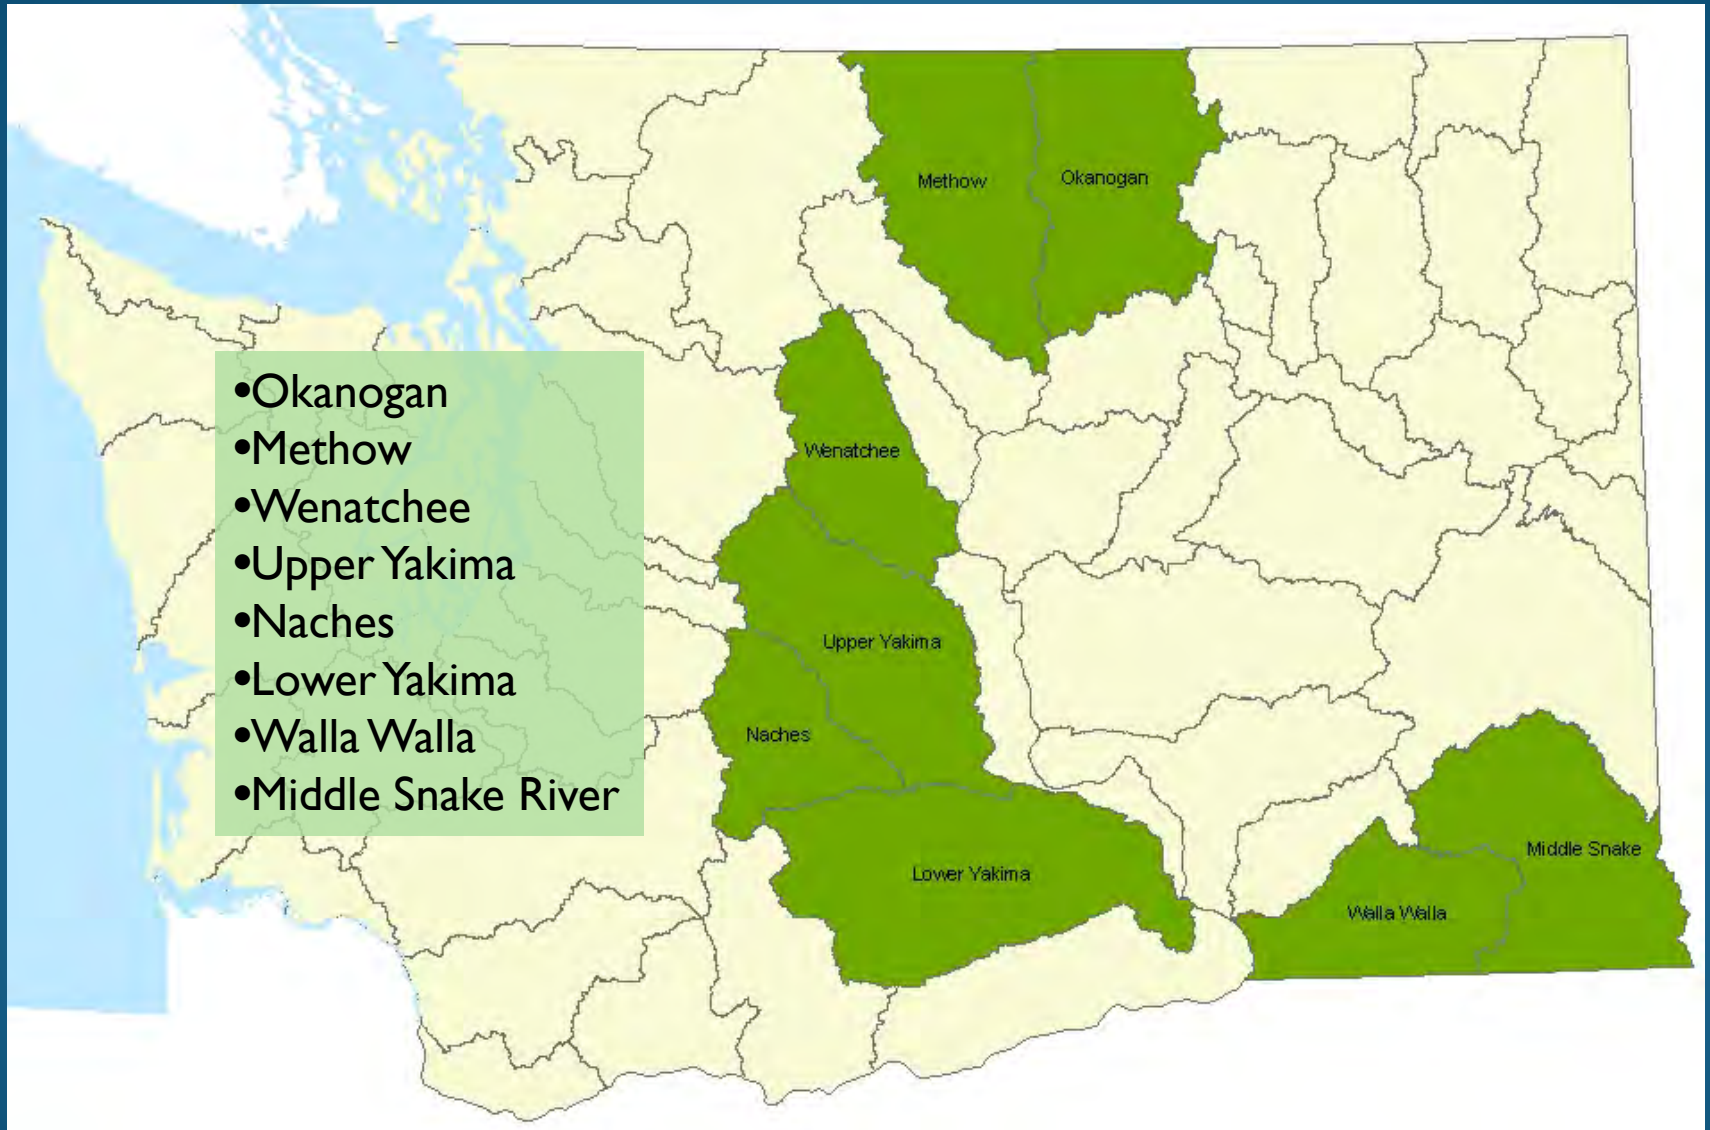 Methow
Okanogan
•Okanogan
•Methow
•Wenatchee
•Upper Yakima
•Naches
•Lower Yakima
•Walla Walla
•Middle Snake River
Wenatchee
Upper Yakima
Naches
Lower Yakima
Middle Snake
Walla Walla